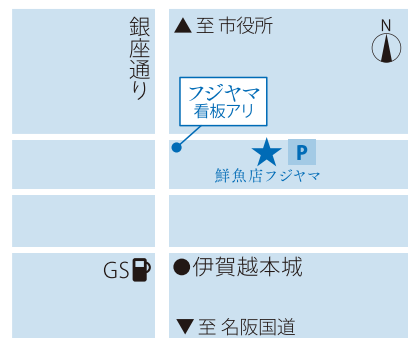 銀座通り
▲至 市役所
N
フジヤマ
看板アリ
★ P
鮮魚店フジヤマ
GS
●伊賀越本城
▼至 名阪国道